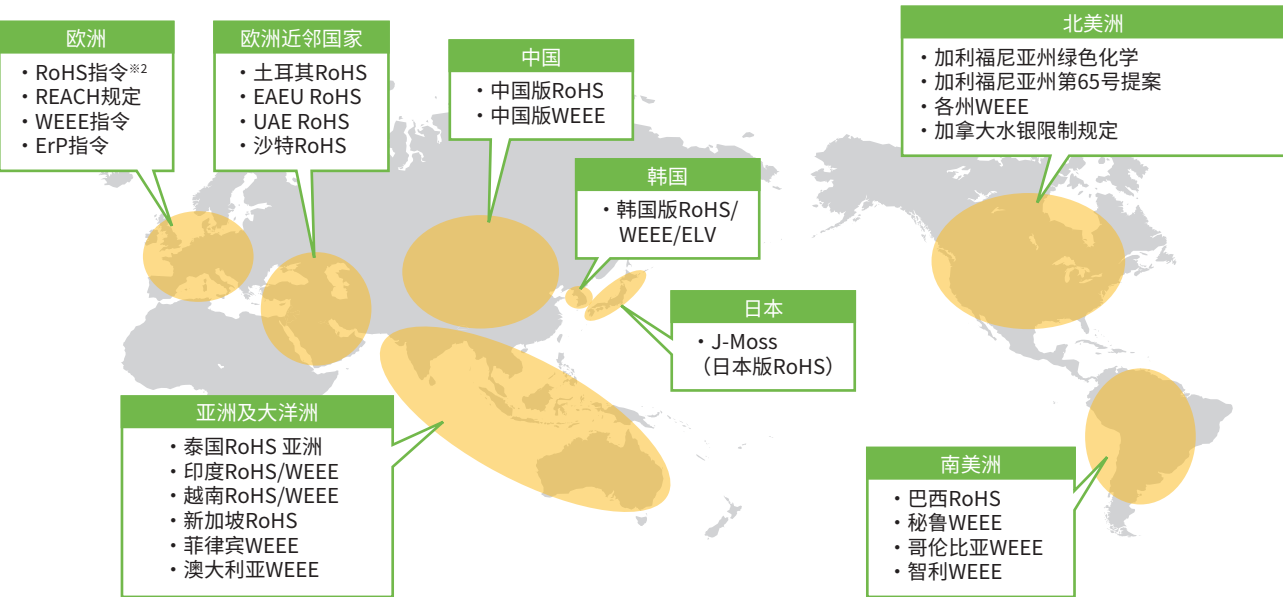 欧洲
・RoHS指令※2
・REACH规定
・WEEE指令
・ErP指令
欧洲近邻国家
・土耳其RoHS
・EAEU RoHS
・UAE RoHS
・沙特RoHS
中国
・中国版RoHS
・中国版WEEE
韩国
・韩国版RoHS/
WEEE/ELV
日本
・J-Moss
（日本版RoHS）
北美洲
・加利福尼亚州绿色化学
・加利福尼亚州第65号提案
・各州WEEE
・加拿大水银限制规定
亚洲及大洋洲
・泰国RoHS 亚洲
・印度RoHS/WEEE
・越南RoHS/WEEE
・新加坡RoHS
・菲律宾WEEE
・澳大利亚WEEE
南美洲
・巴西RoHS
・秘鲁WEEE
・哥伦比亚WEEE
・智利WEEE